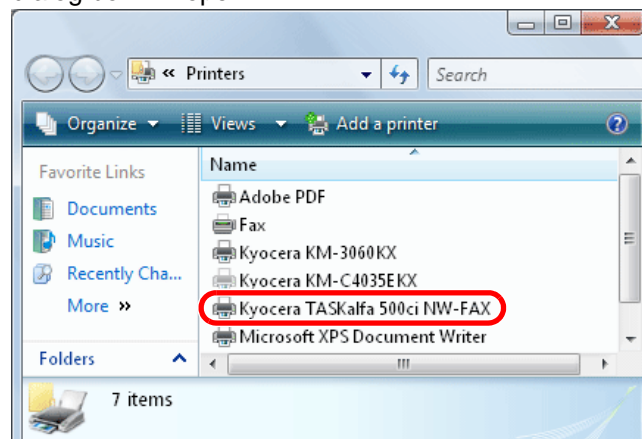 « Printers
Search
Organize
Views
Add a printer
?
Favorite Links
Documents
Music
Recently Cha...
More »
Folders
Name
Adobe PDF
Fax
Kyocera KM-3060KX
Kyocera KM-C4035EKX
Kyocera TASKalfa 500ci NW-FAX
Microsoft XPS Document Writer
7 items